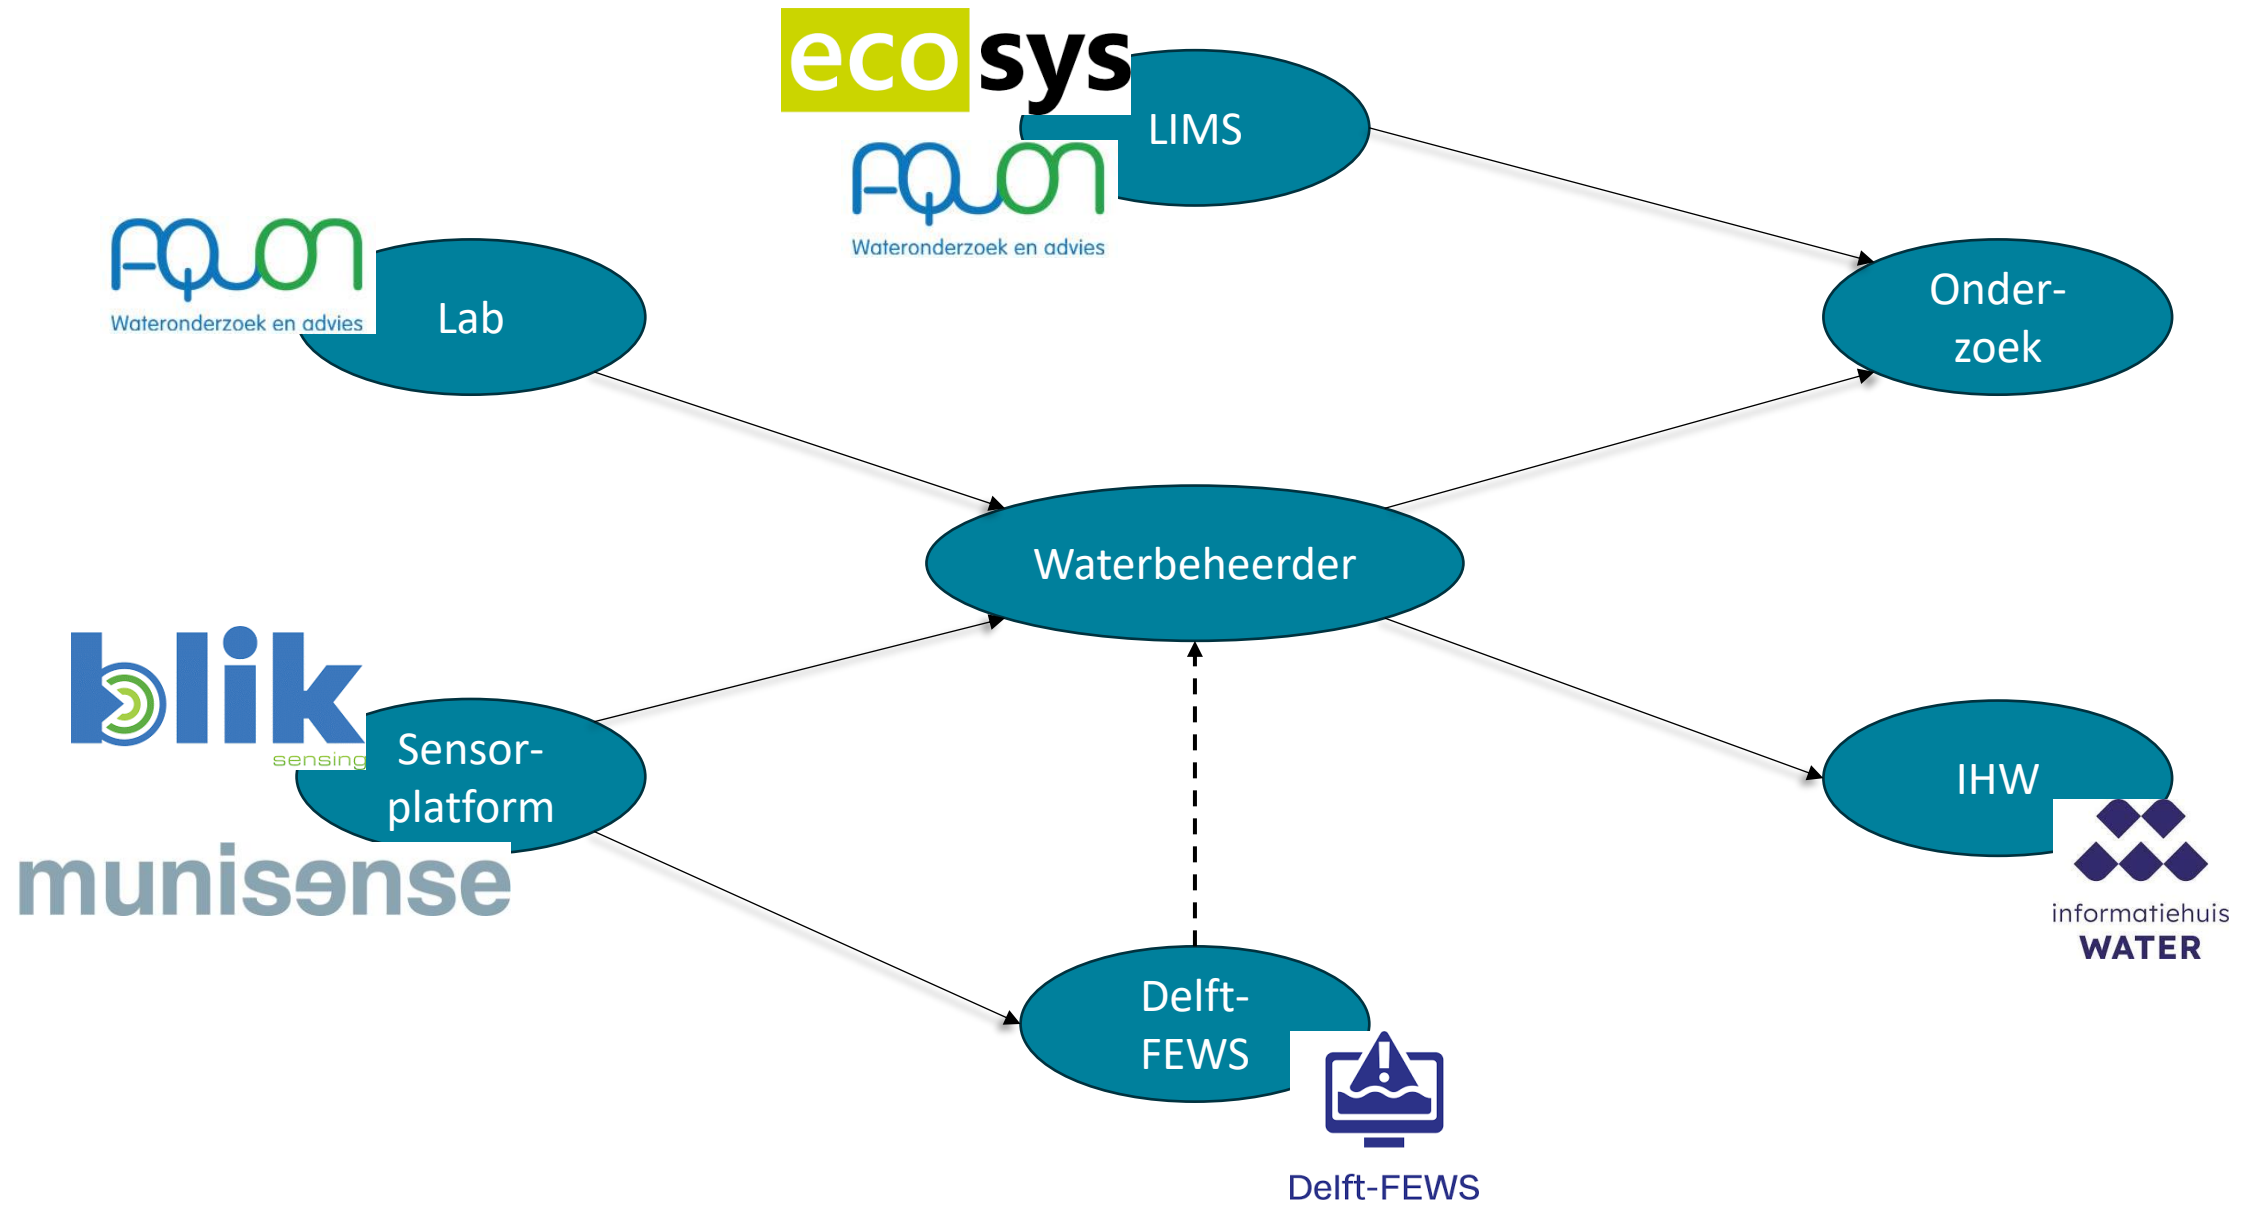 ecosys
LIMS
AQUON
Wateronderzoek en advies
AQUON
Wateronderzoek en advies
Lab
Onder-
zoek
Waterbeheerder
blik
sensing
Sensor-
platform
munisense
IHW
informatiehuis
WATER
Delft-
FEWS
Delft-FEWS